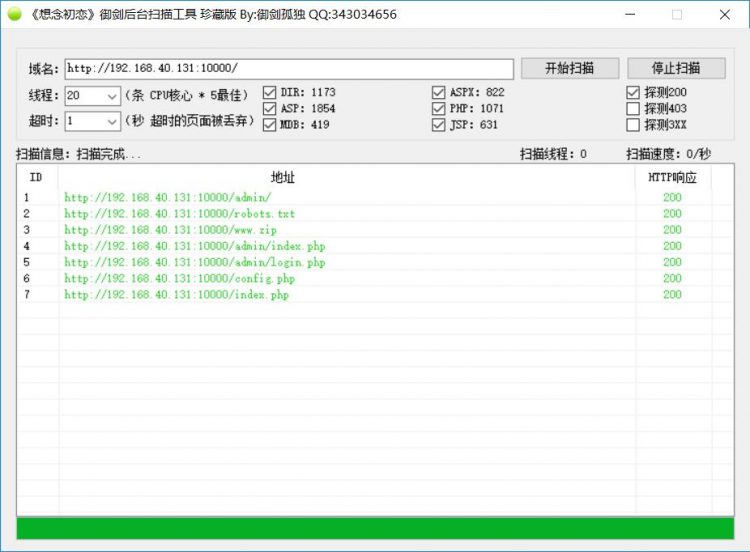 《想念初恋》御剑后台扫描工具 珍藏版 By:御剑孤独 QQ:343034656
域名: http://192.168.40.131:10000/ 开始扫描 停止扫描
线程: 20 (条 CPU核心 * 5最佳) DIR: 1173 ASPX: 822 探测200
ASP: 1854 PHP: 1071 探测403
超时: 1 (秒 超时的页面被丢弃) MDB: 419 JSP: 631 探测3XX
扫描信息: 扫描完成... 扫描线程: 0 扫描速度: 0/秒
ID 地址 HTTP响应
1 http://192.168.40.131:10000/admin/ 200
2 http://192.168.40.131:10000/robots.txt 200
3 http://192.168.40.131:10000/www.zip 200
4 http://192.168.40.131:10000/admin/index.php 200
5 http://192.168.40.131:10000/admin/login.php 200
6 http://192.168.40.131:10000/config.php 200
7 http://192.168.40.131:10000/index.php 200